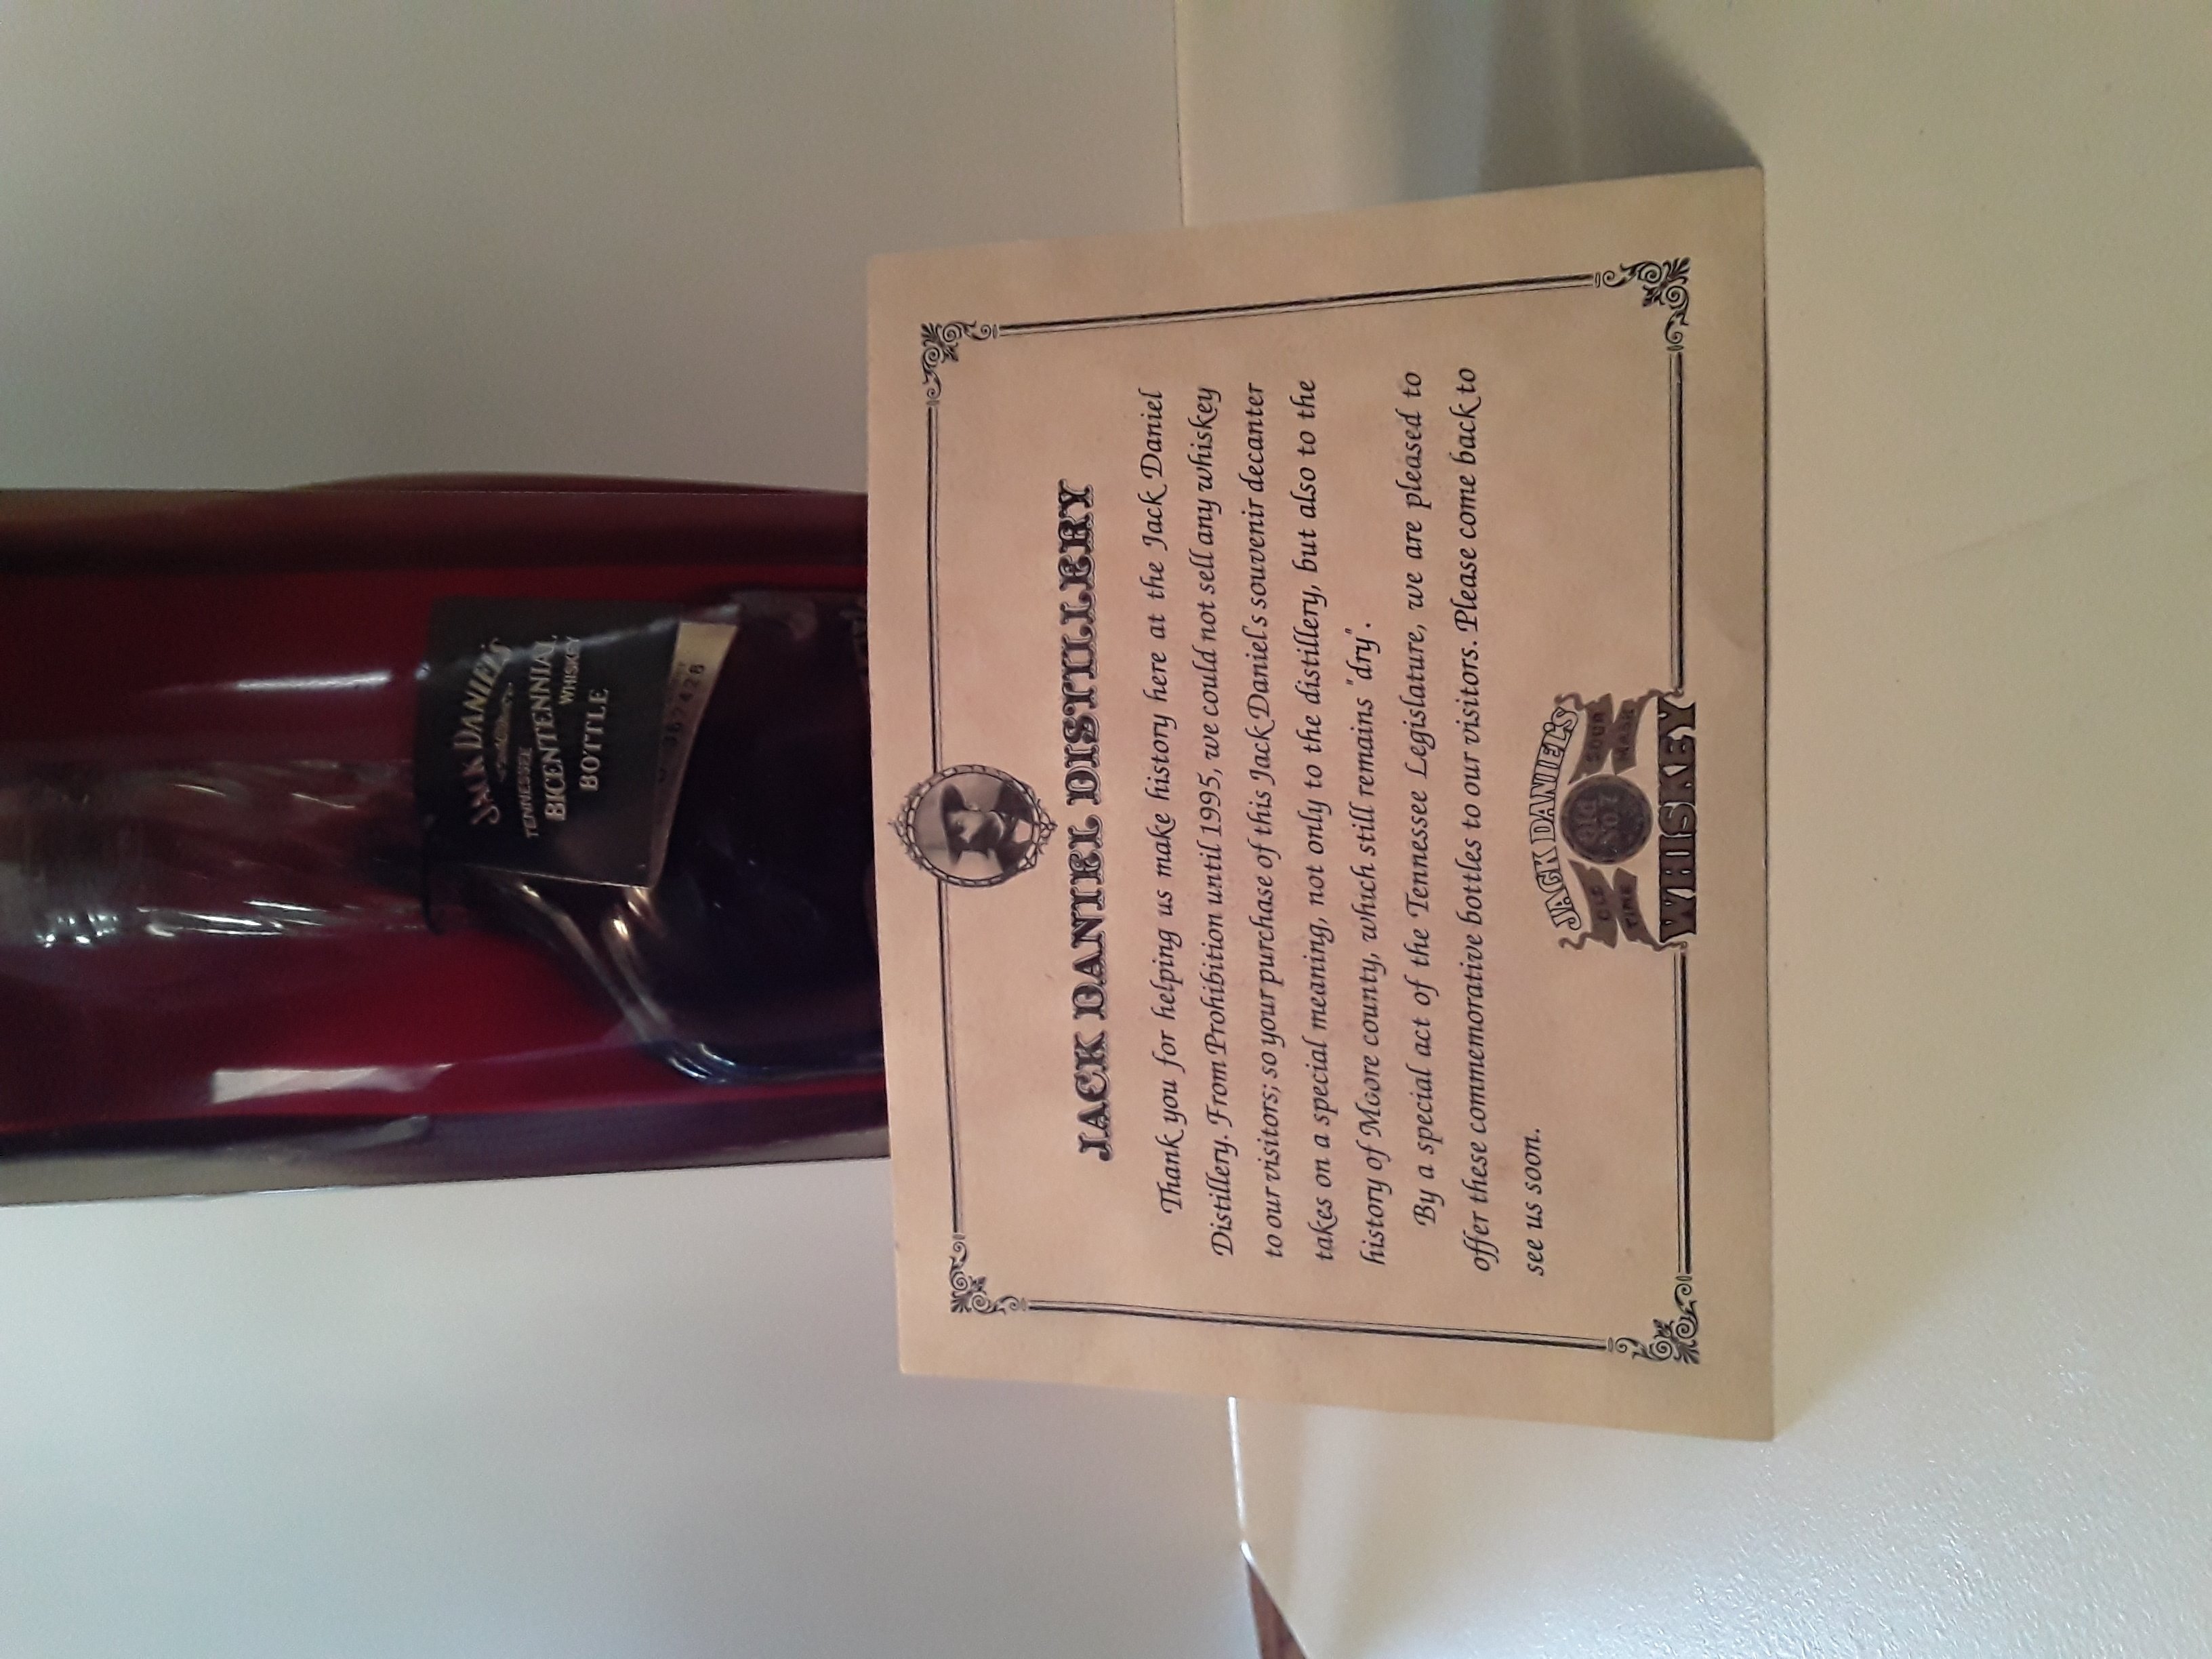 JACK DANIEL'S
TENNESSEE
BICENTENNIAL
WHISKEY
BOTTLE
367426
JACK DANIEL DISTILLERY
Thank you for helping us make history here at the Jack Daniel
Distillery. From Prohibition until 1995, we could not sell any whiskey
to our visitors; so your purchase of this Jack Daniel's souvenir decanter
takes on a special meaning, not only to the distillery, but also to the
history of Moore county, which still remains "dry".
By a special act of the Tennessee Legislature, we are pleased to
offer these commemorative bottles to our visitors. Please come back to
see us soon.
JACK DANIEL'S
OLD TIME Old No.7 SOUR MASH
WHISKEY